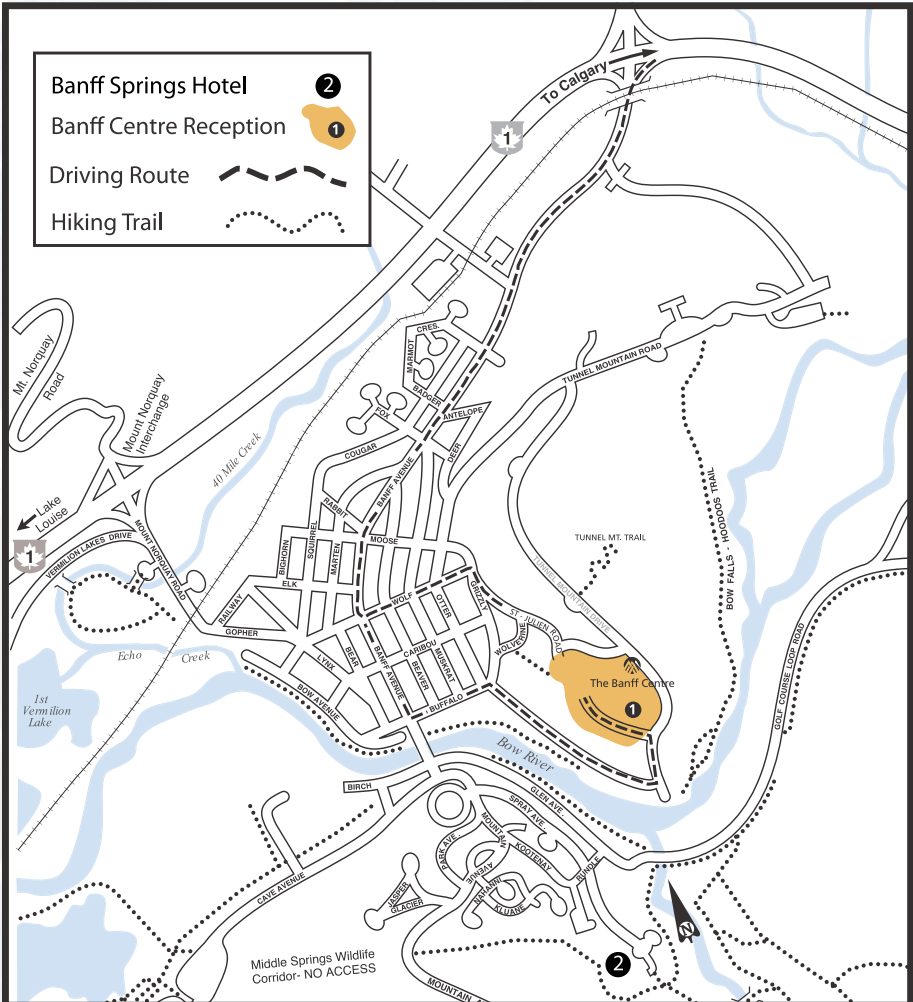 Banff Springs Hotel 2
Banff Centre Reception 1
Driving Route
Hiking Trail
To Calgary
1
Mt. Norquay
Road
Mount Norquay
Interchange
40 Mile Creek
Lake
Louise
1
VERMILION LAKES DRIVE
MOUNT NORQUAY ROAD
CRES.
MARMOT
BADGER
FOX
ANTELOPE
COUGAR
DEER
BANFF AVENUE
TUNNEL MOUNTAIN ROAD
RABBIT
SQUIRREL
BIGHORN
MARTEN
MOOSE
ELK
RAILWAY
GOPHER
WOLF
OTTER
GRIZZLY
TUNNEL MT. TRAIL
TUNNEL MOUNTAIN DRIVE
BOW FALLS - HOODOOS TRAIL
GOLF COURSE LOOP ROAD
ST. JULIEN ROAD
WOLVERINE
CARIBOU
MUSKRAT
BEAVER
BANFF AVENUE
BEAR
LYNX
BUFFALO
BOW AVENUE
Echo Creek
1st
Vermilion
Lake
The Banff Centre
1
Bow River
BIRCH
GLEN AVE.
SPRAY AVE.
MOUNTAIN
AVENUE
KOOTENAY
RUNDLE
PARK AVE.
NAHANNI
KLUANE
JASPER
GLACIER
CAVE AVENUE
Middle Springs Wildlife
Corridor- NO ACCESS
2
N
MOUNTAIN A